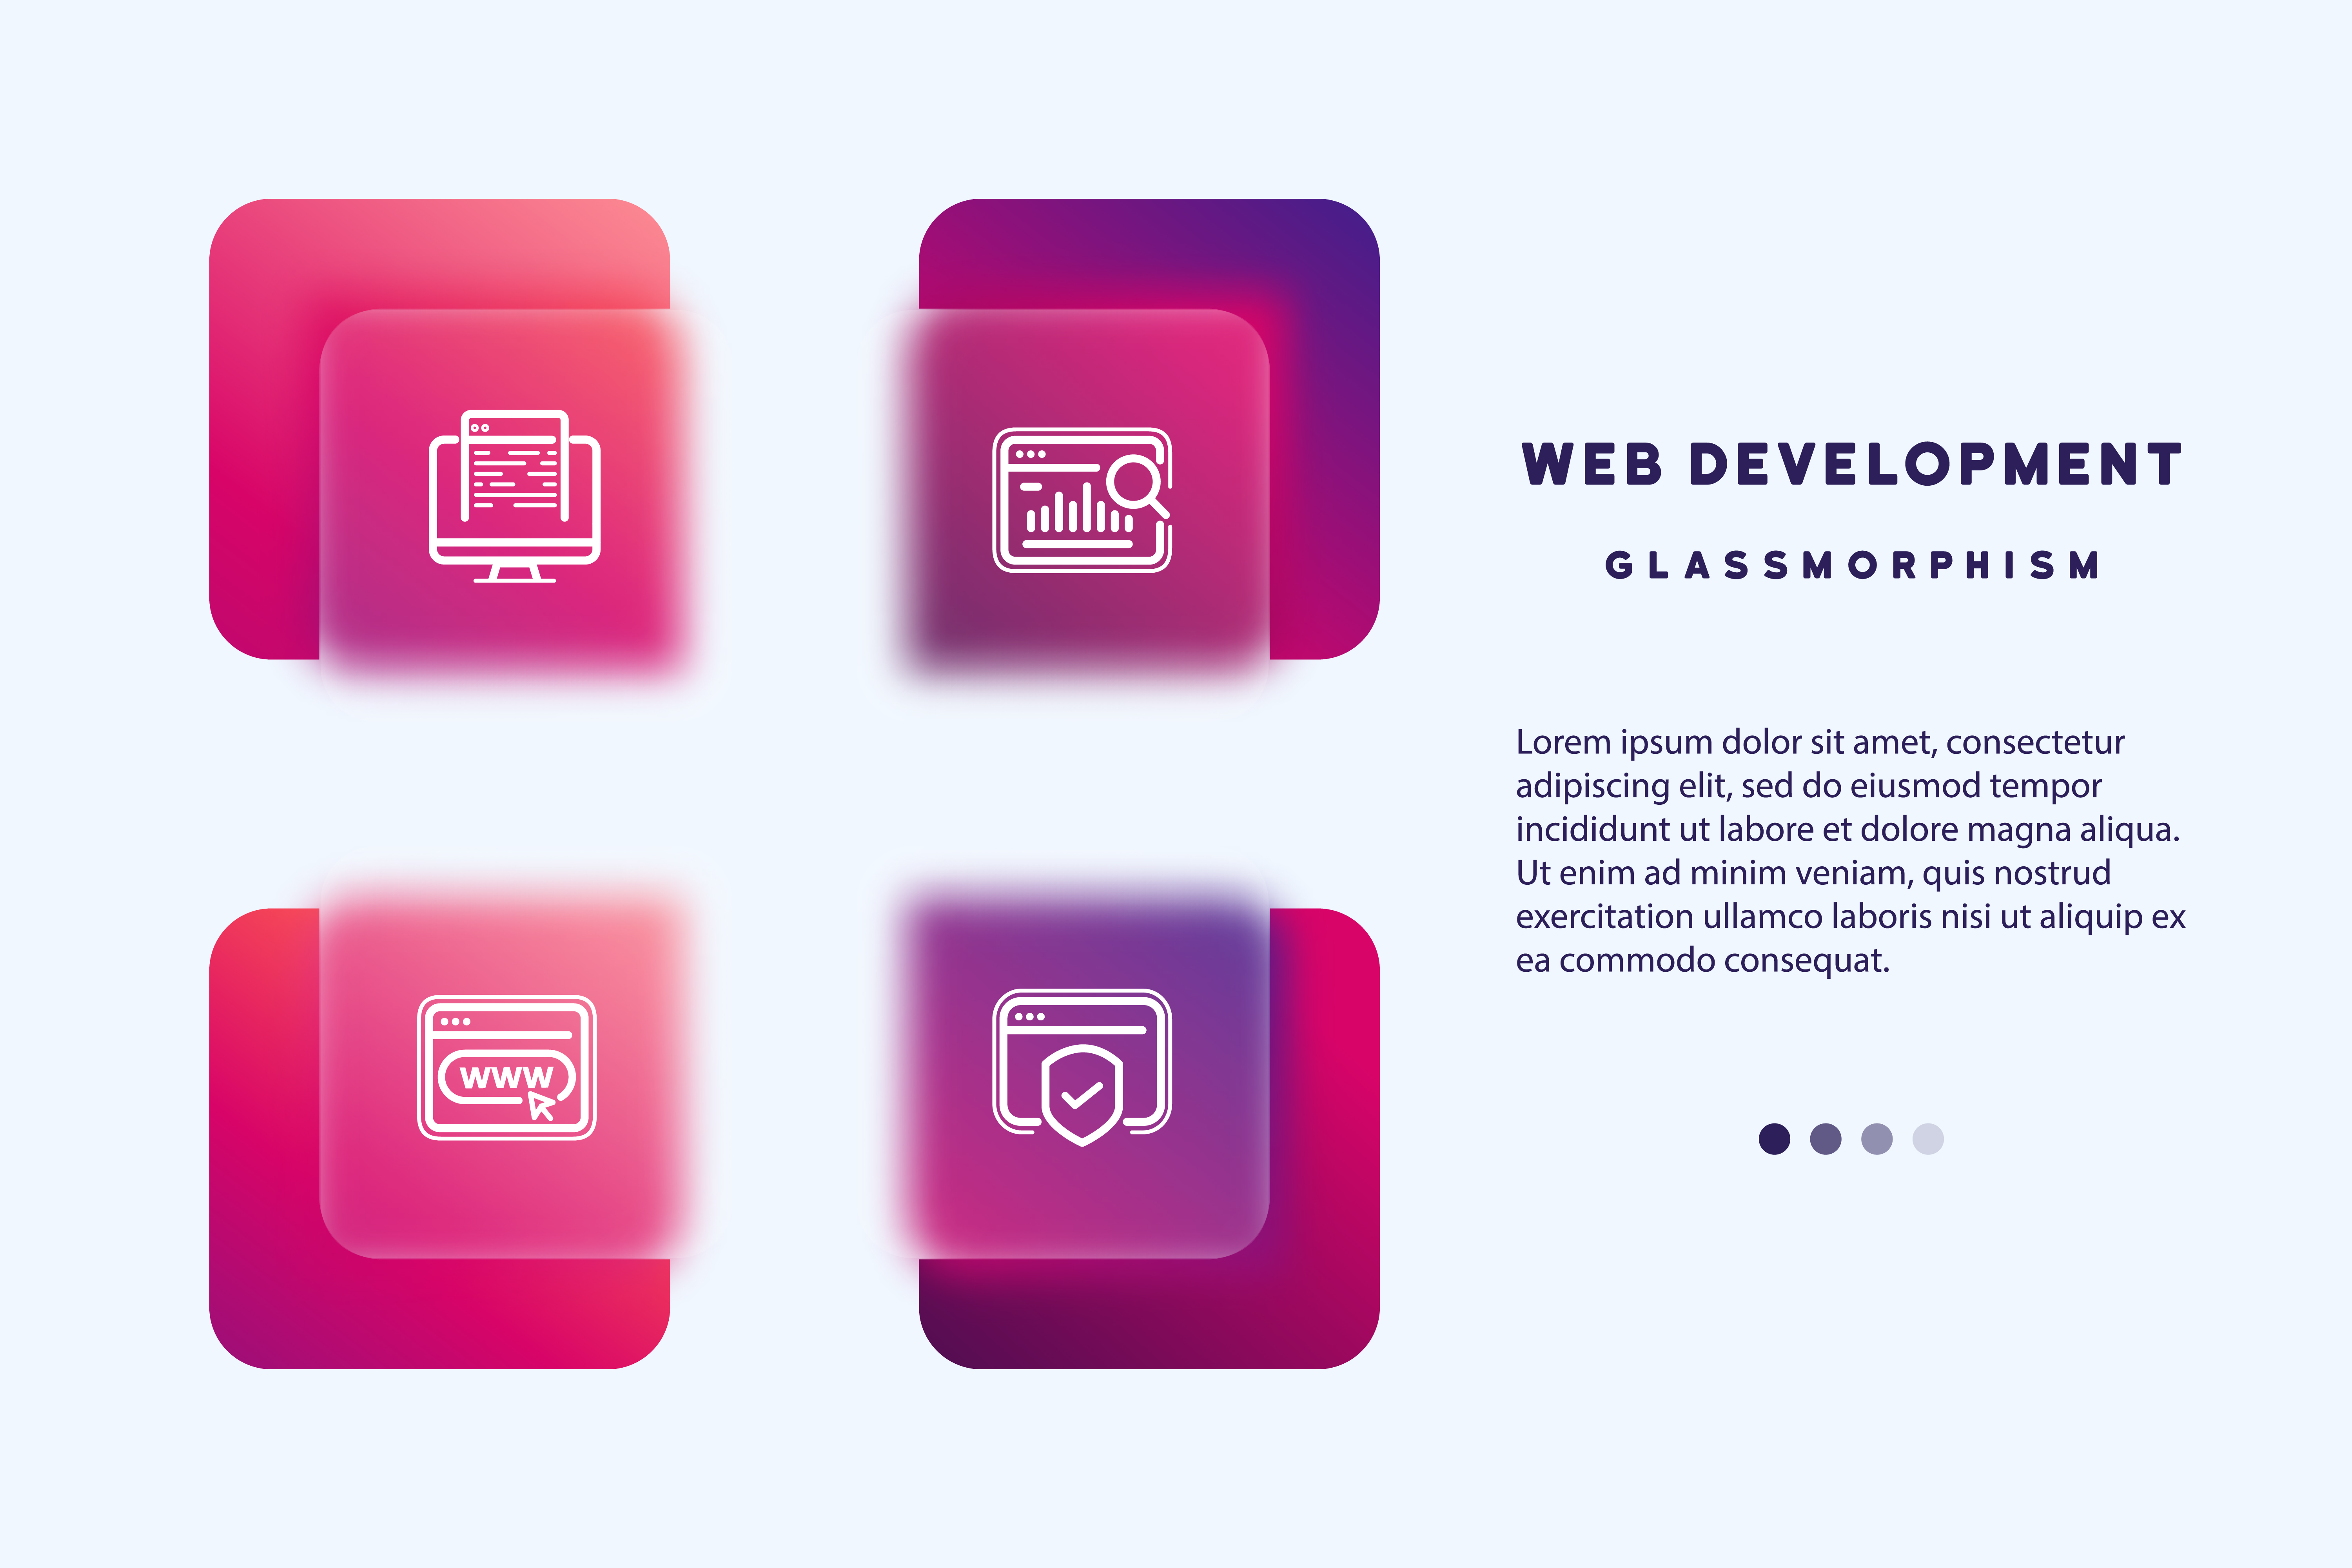 WEB DEVELOPMENT
GLASSMORPHISM
Lorem ipsum dolor sit amet, consectetur
adipiscing elit, sed do eiusmod tempor
incididunt ut labore et dolore magna aliqua.
Ut enim ad minim veniam, quis nostrud
exercitation ullamco laboris nisi ut aliquip ex
ea commodo consequat.
WWW